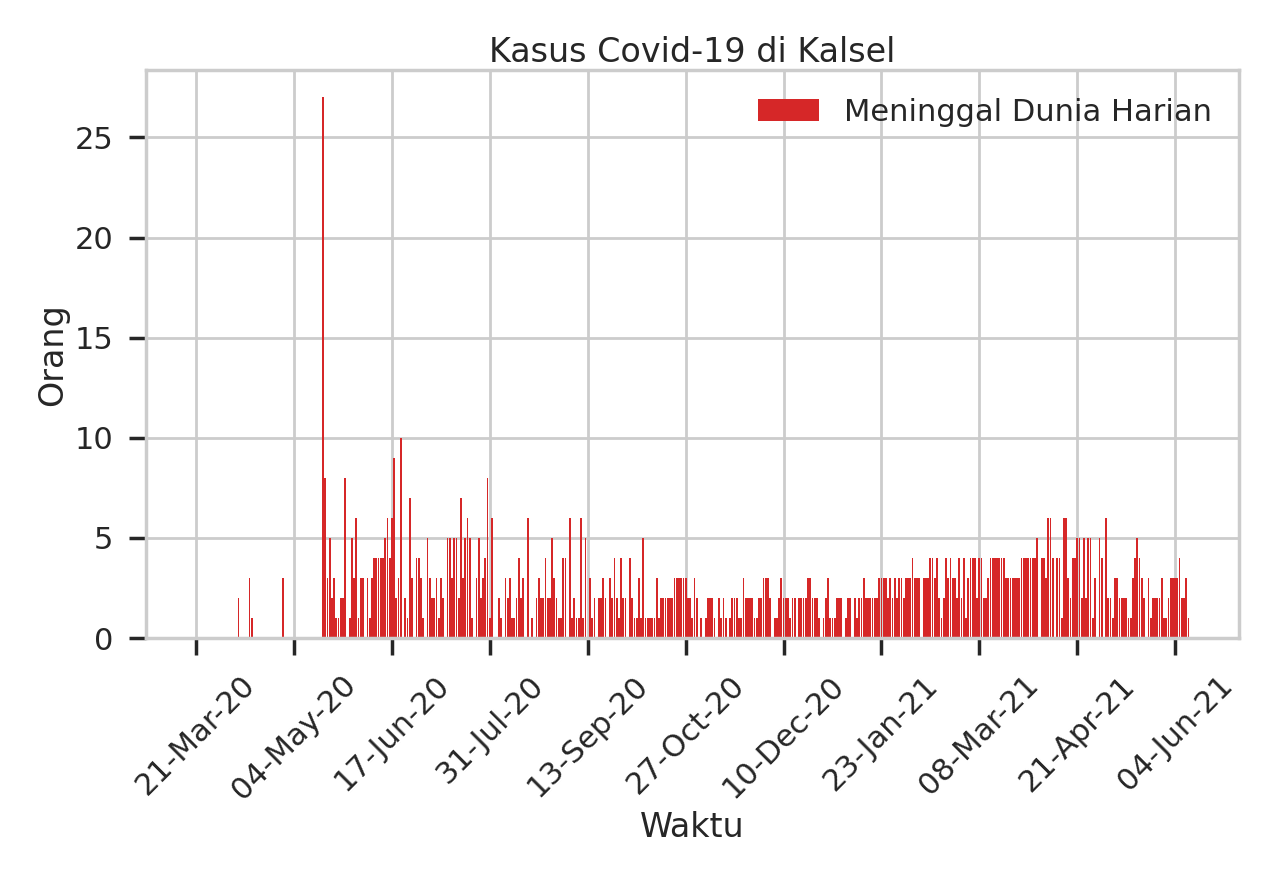 Kasus Covid-19 di Kalsel
Meninggal Dunia Harian
Orang
25
20
15
10
5
0
21-Mar-20
04-May-20
17-Jun-20
31-Jul-20
13-Sep-20
27-Oct-20
10-Dec-20
23-Jan-21
08-Mar-21
21-Apr-21
04-Jun-21
Waktu